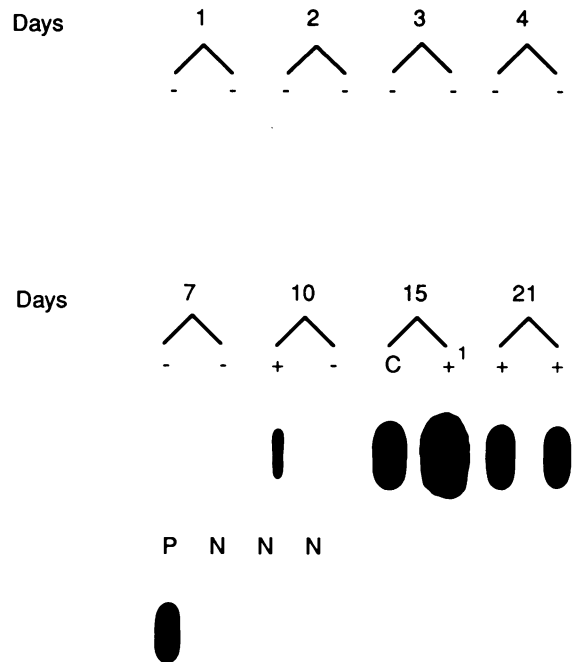 Days 1 2 3 4
- - - - - - - -
Days 7 10 15 21
- - + - C +¹ + +
P N N N